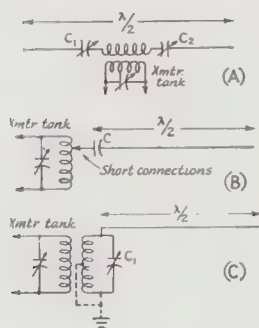 λ/2
C₁ C₂
Xmtr.
tank
(A)
Xmtr tank
λ/2
C
Short connections
(B)
Xmtr tank
λ/2
C₁
(C)